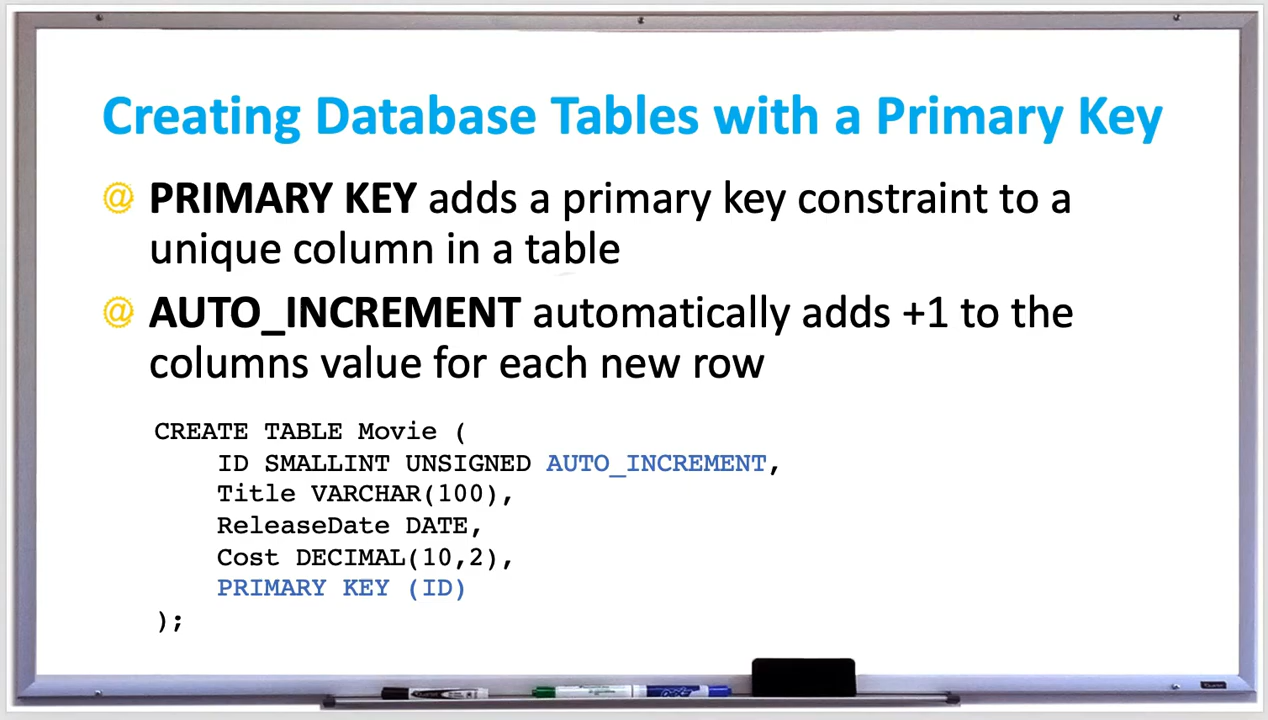 Creating Database Tables with a Primary Key
@ PRIMARY KEY adds a primary key constraint to a
unique column in a table
@ AUTO_INCREMENT automatically adds +1 to the
columns value for each new row
CREATE TABLE Movie (
    ID SMALLINT UNSIGNED AUTO_INCREMENT,
    Title VARCHAR(100),
    ReleaseDate DATE,
    Cost DECIMAL(10,2),
    PRIMARY KEY (ID)
);